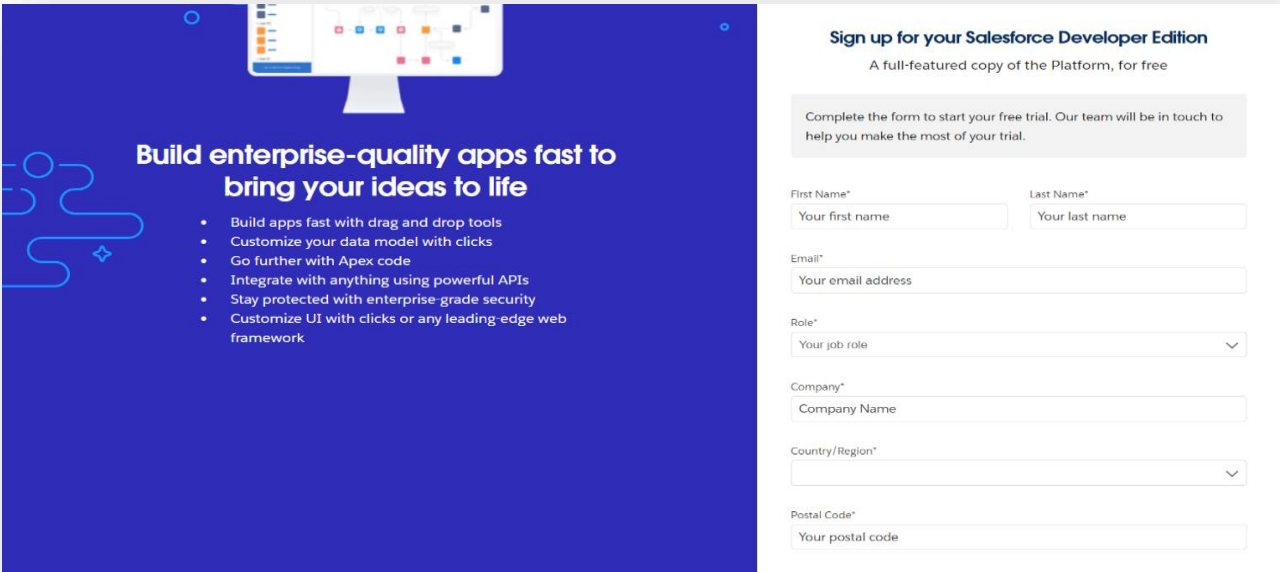 Build enterprise-quality apps fast to
bring your ideas to life
• Build apps fast with drag and drop tools
• Customize your data model with clicks
• Go further with Apex code
• Integrate with anything using powerful APIs
• Stay protected with enterprise-grade security
• Customize UI with clicks or any leading-edge web
framework
Sign up for your Salesforce Developer Edition
A full-featured copy of the Platform, for free
Complete the form to start your free trial. Our team will be in touch to
help you make the most of your trial.
First Name* Last Name*
Your first name Your last name
Email*
Your email address
Role*
Your job role
Company*
Company Name
Country/Region*
Postal Code*
Your postal code